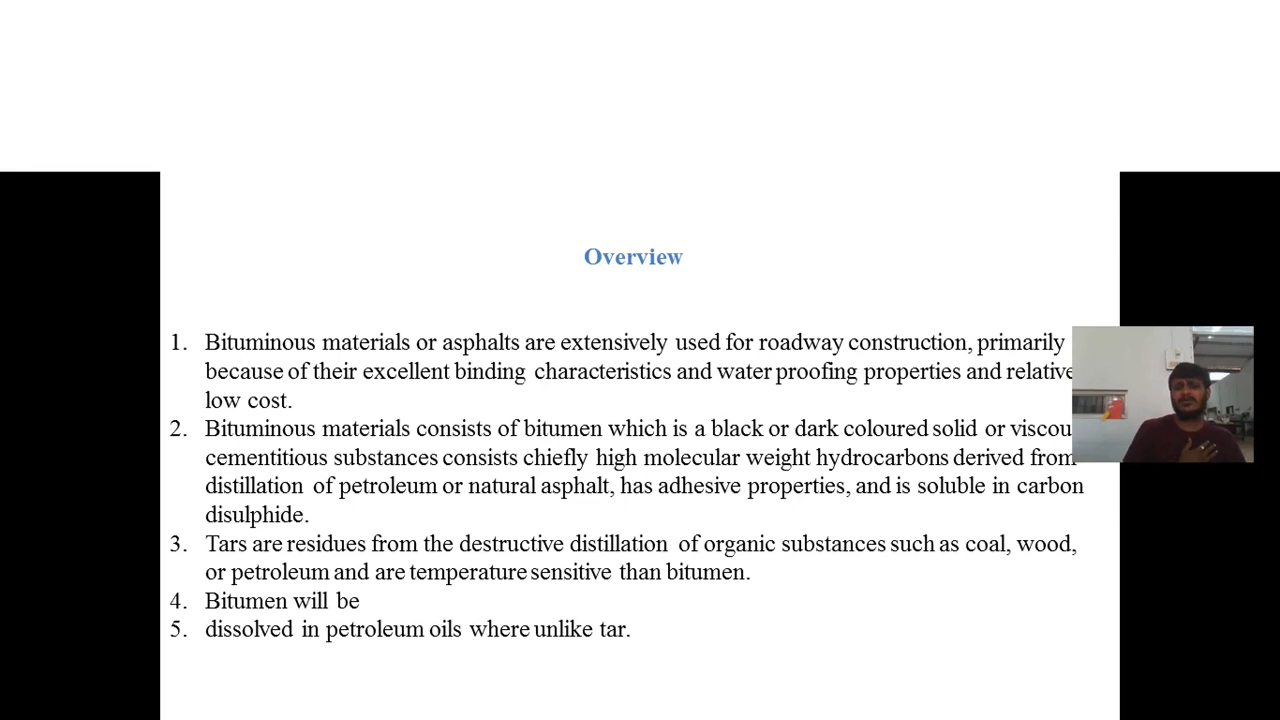 Overview
1. Bituminous materials or asphalts are extensively used for roadway construction, primarily
because of their excellent binding characteristics and water proofing properties and relative
low cost.
2. Bituminous materials consists of bitumen which is a black or dark coloured solid or viscou
cementitious substances consists chiefly high molecular weight hydrocarbons derived from
distillation of petroleum or natural asphalt, has adhesive properties, and is soluble in carbon
disulphide.
3. Tars are residues from the destructive distillation of organic substances such as coal, wood,
or petroleum and are temperature sensitive than bitumen.
4. Bitumen will be
5. dissolved in petroleum oils where unlike tar.